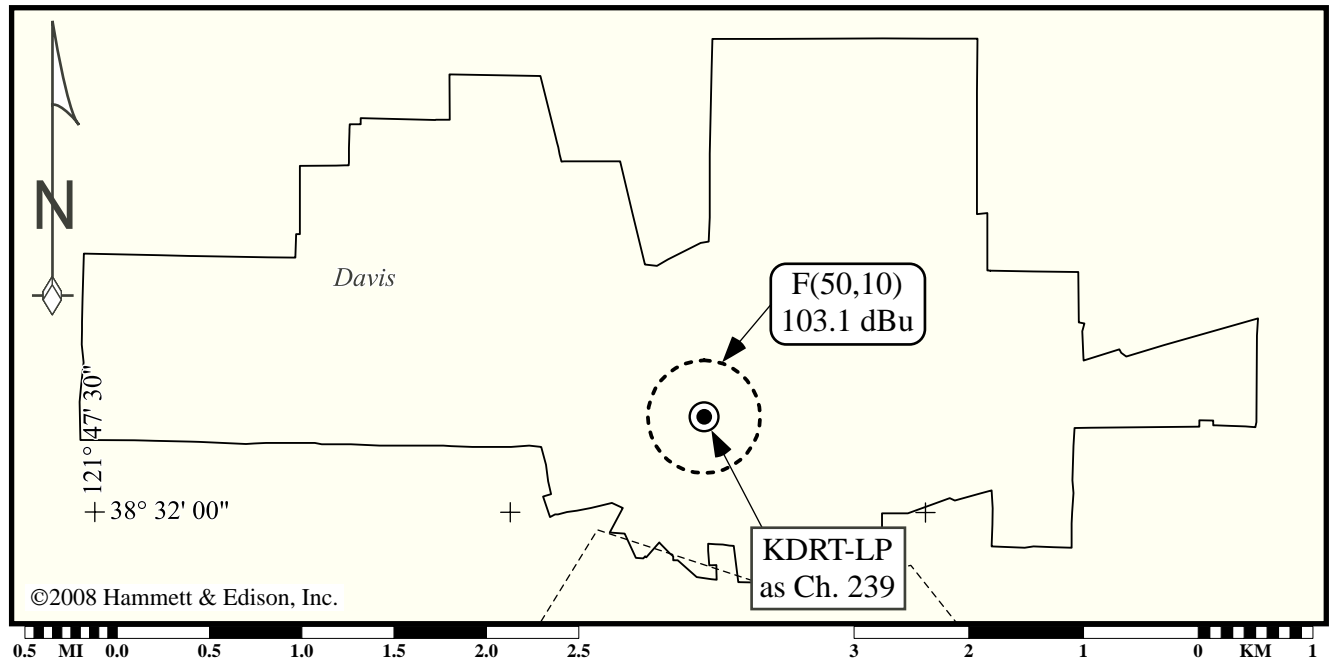 N
Davis
F(50,10)
103.1 dBu
121° 47' 30"
38° 32' 00"
KDRT-LP
as Ch. 239
©2008 Hammett & Edison, Inc.
0.5 MI 0.0 0.5 1.0 1.5 2.0 2.5 3 2 1 0 KM 1